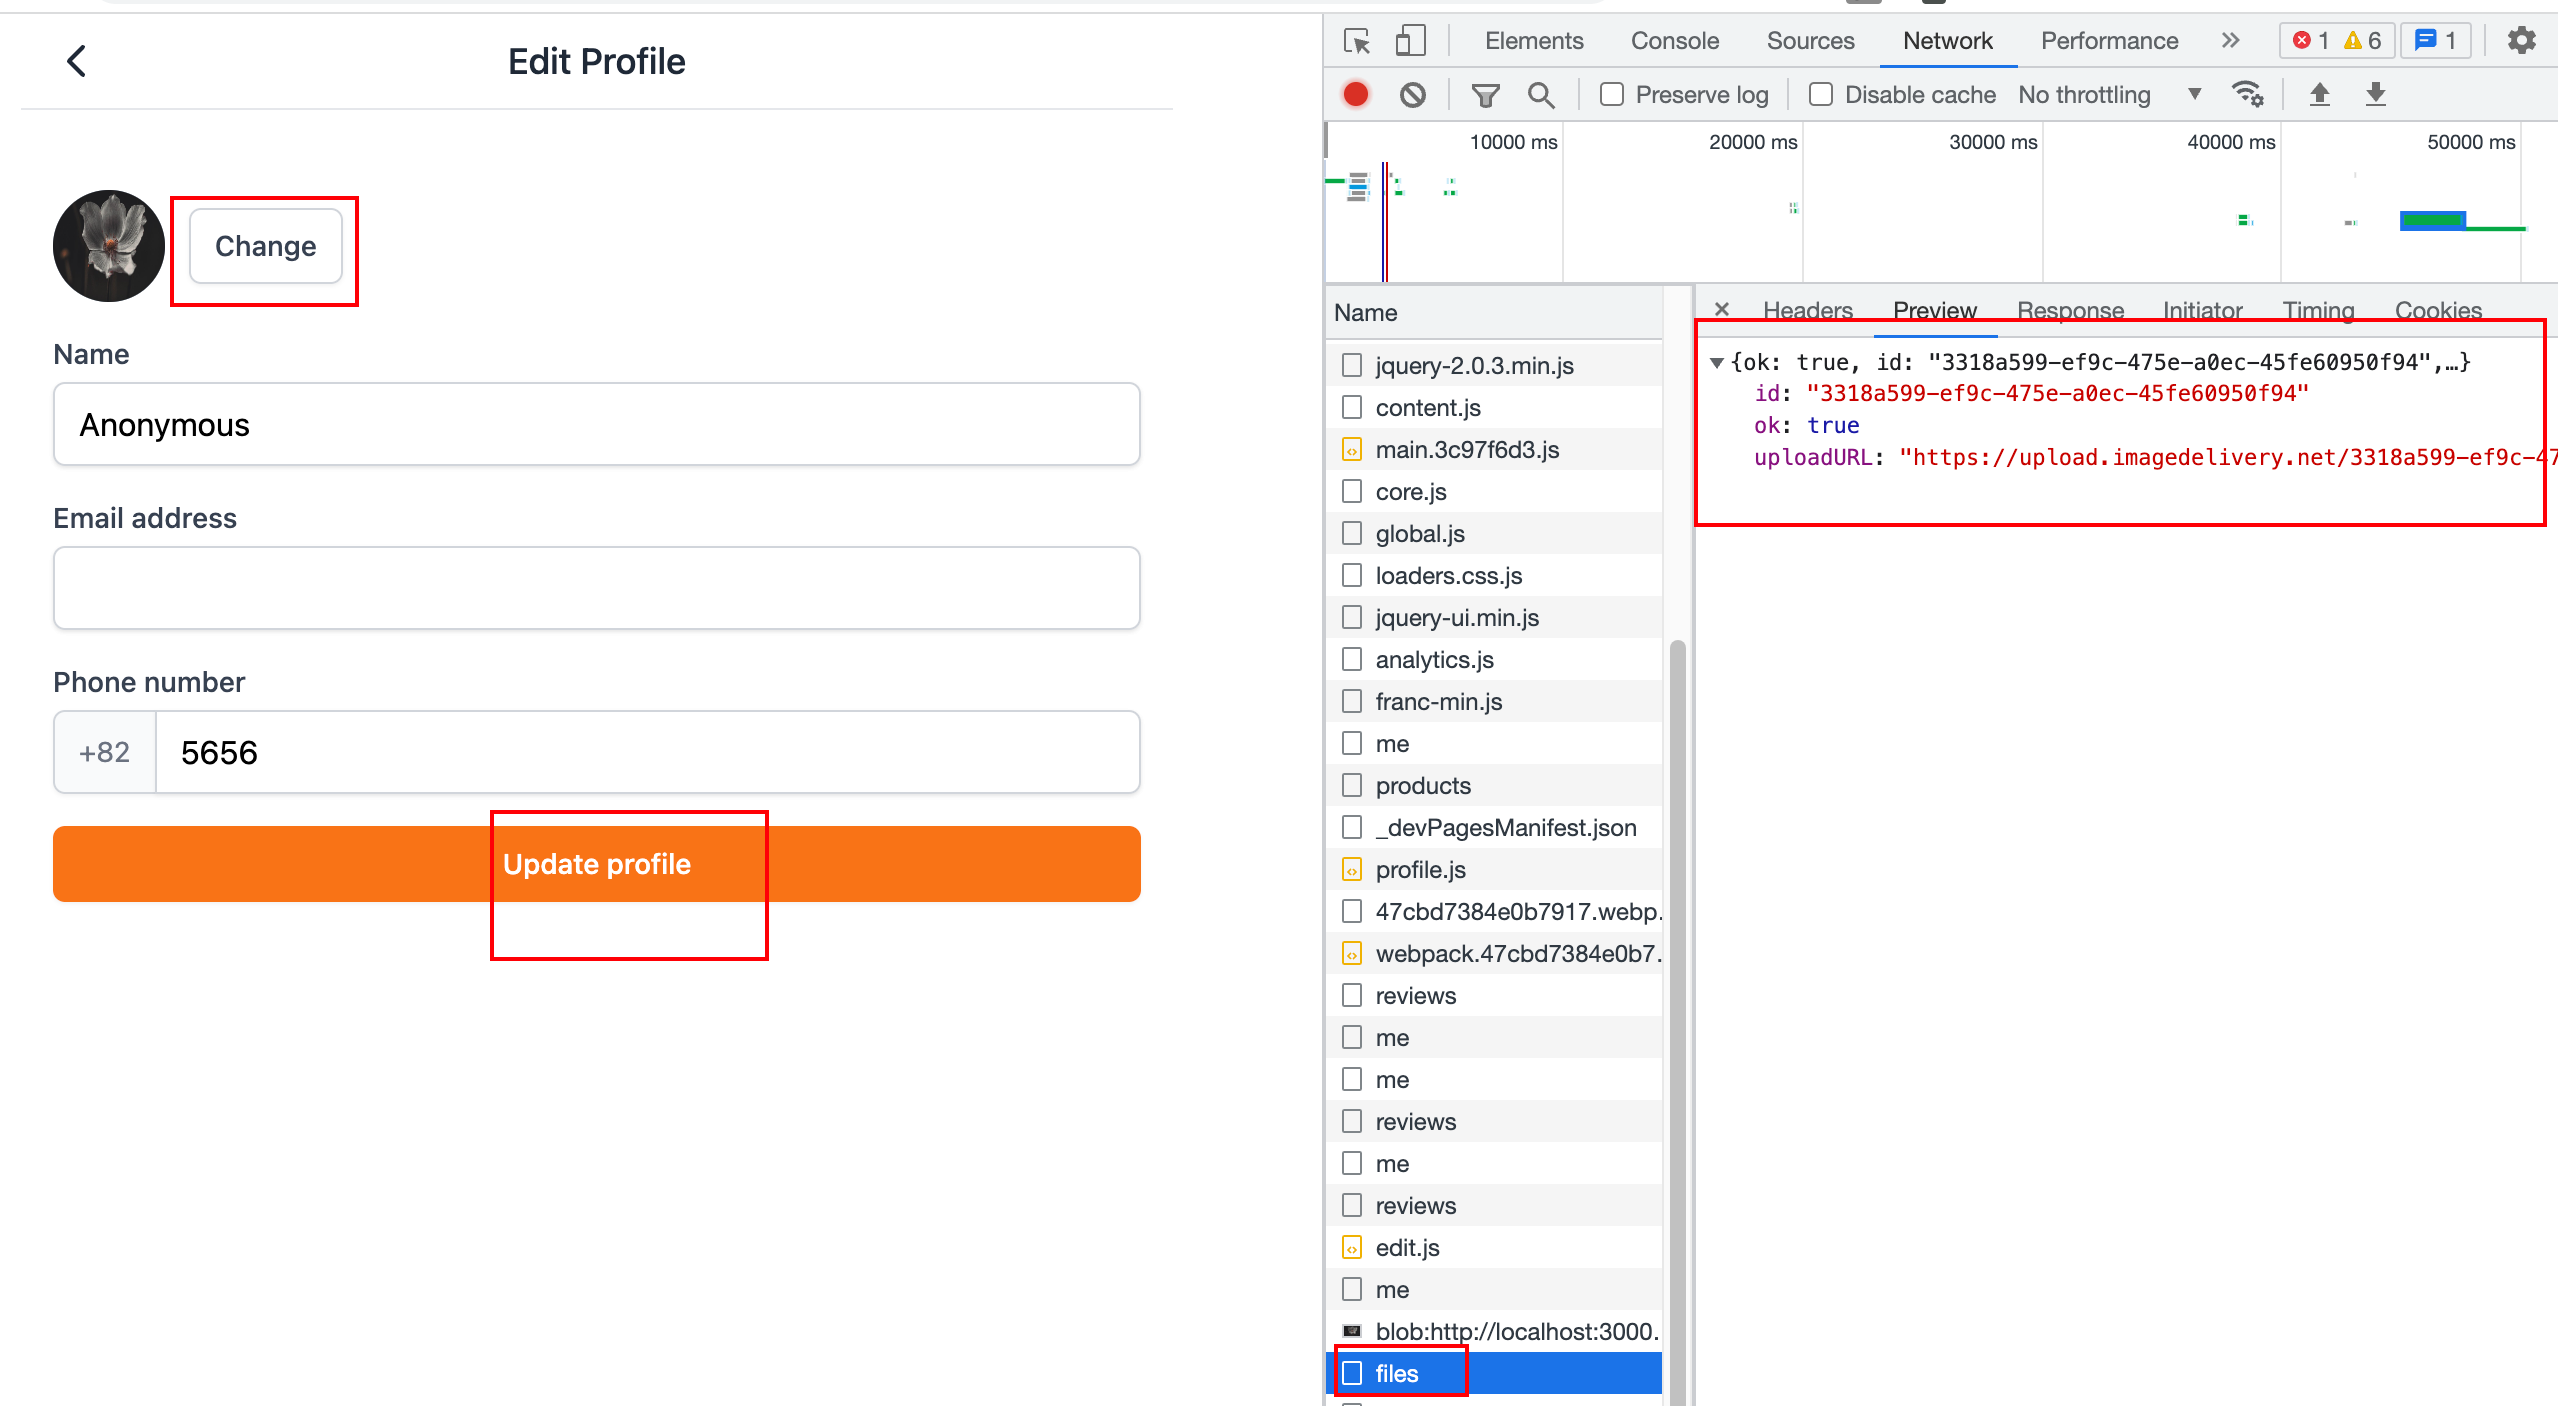 Edit Profile
Change
Name
Anonymous
Email address
Phone number
+82
5656
Update profile
Elements
Console
Sources
Network
Performance
1
6
1
Preserve log
Disable cache
No throttling
10000 ms
20000 ms
30000 ms
40000 ms
50000 ms
Name
jquery-2.0.3.min.js
content.js
main.3c97f6d3.js
core.js
global.js
loaders.css.js
jquery-ui.min.js
analytics.js
franc-min.js
me
products
_devPagesManifest.json
profile.js
47cbd7384e0b7917.webp.
webpack.47cbd7384e0b7.
reviews
me
me
reviews
me
reviews
edit.js
me
blob:http://localhost:3000.
files
Headers
Preview
Response
Initiator
Timing
Cookies
{ok: true, id: "3318a599-ef9c-475e-a0ec-45fe60950f94",…}
id: "3318a599-ef9c-475e-a0ec-45fe60950f94"
ok: true
uploadURL: "https://upload.imagedelivery.net/3318a599-ef9c-47